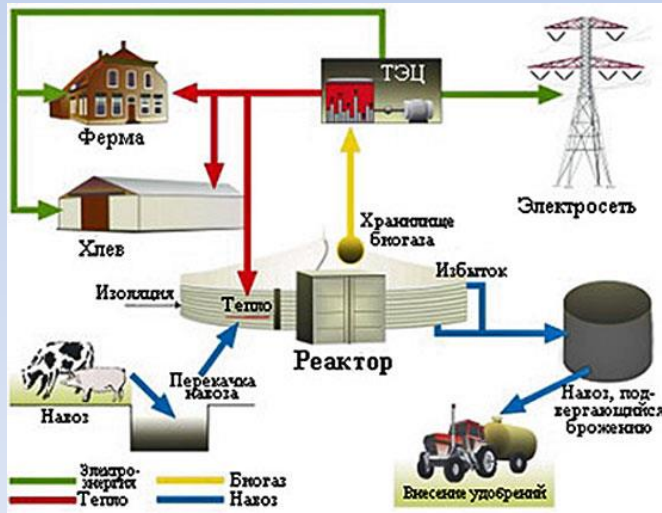 ТЭЦ
Ферма
Электросеть
Хлев
Хранилище
биогаза
Избыток
Изоляция
Тепло
Реактор
Перекачка
навоза
Навоз
Навоз, под-
вергающийся
брожению
Внесение удобрений
Электро-
энергия
Биогаз
Тепло
Навоз